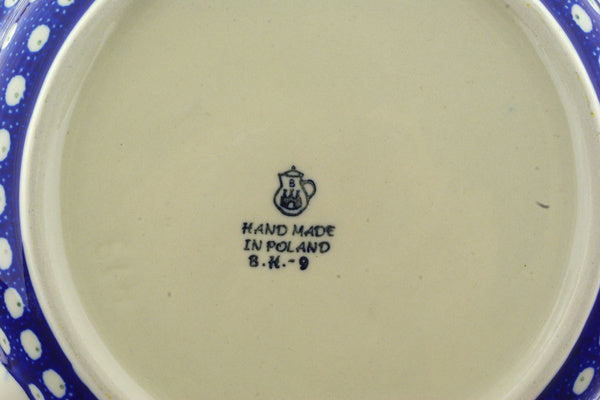 B
HAND MADE
IN POLAND
B.K.-9